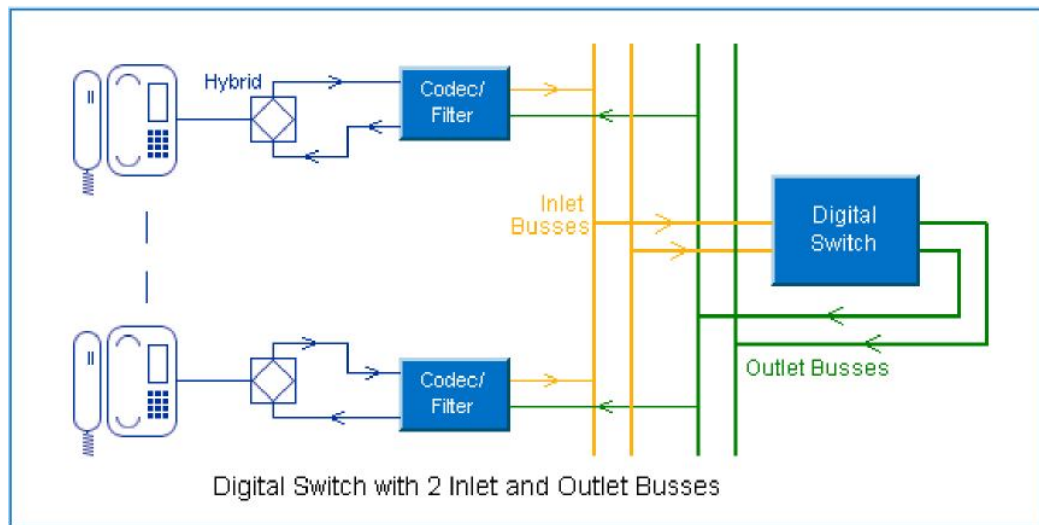 Hybrid
Codec/
Filter
Inlet
Busses
Digital
Switch
Codec/
Filter
Outlet Busses
Digital Switch with 2 Inlet and Outlet Busses